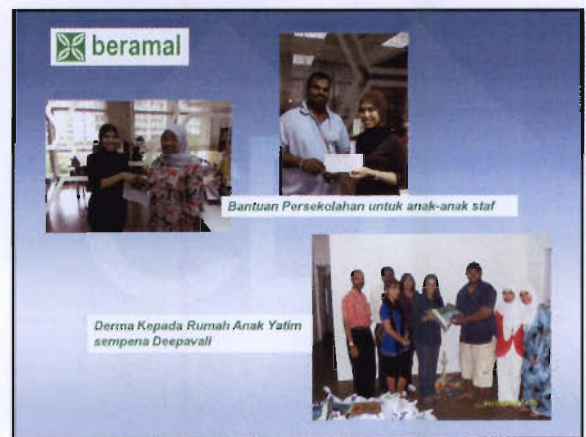 beramal
Bantuan Persekolahan untuk anak-anak staf
Derma Kepada Rumah Anak Yatim
sempena Deepavali